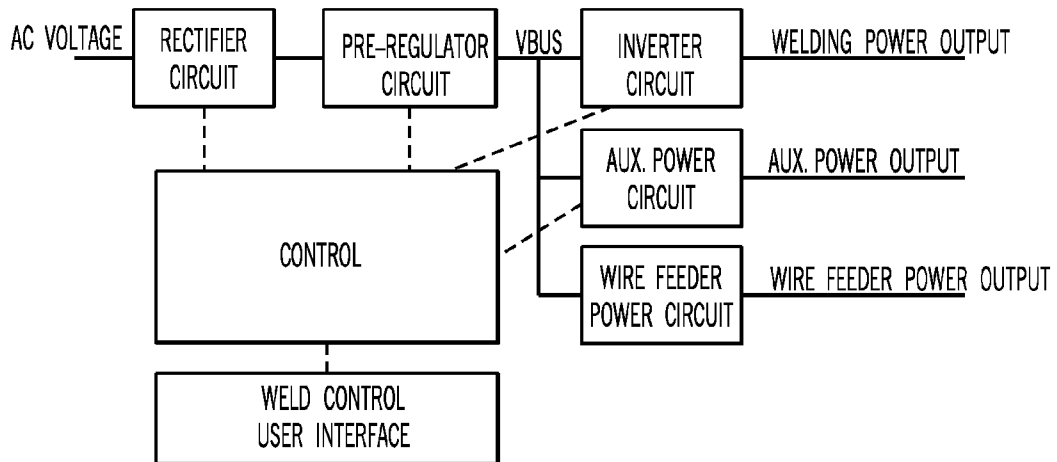 AC VOLTAGE
RECTIFIER
CIRCUIT
PRE-REGULATOR
CIRCUIT
VBUS
INVERTER
CIRCUIT
WELDING POWER OUTPUT
AUX. POWER
CIRCUIT
AUX. POWER OUTPUT
CONTROL
WIRE FEEDER
POWER CIRCUIT
WIRE FEEDER POWER OUTPUT
WELD CONTROL
USER INTERFACE